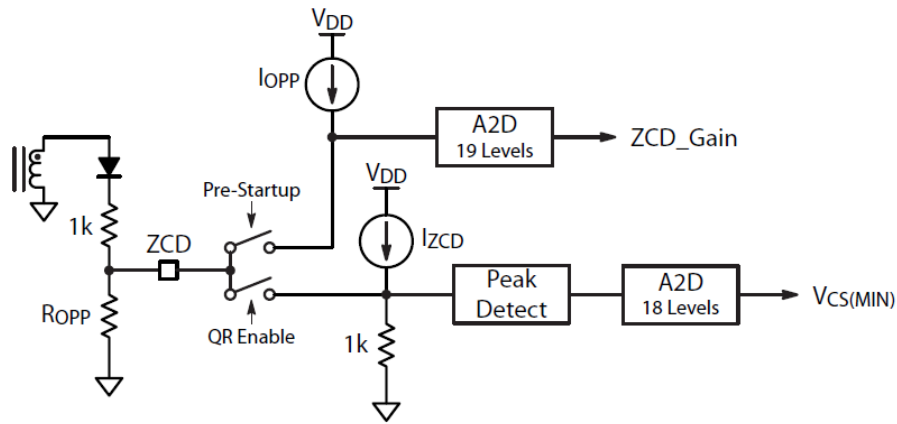 VDD
IOPP
A2D
19 Levels
ZCD_Gain
VDD
Pre-Startup
1k
ZCD
IZCD
Peak
Detect
A2D
18 Levels
VCS(MIN)
ROPP
QR Enable
1k